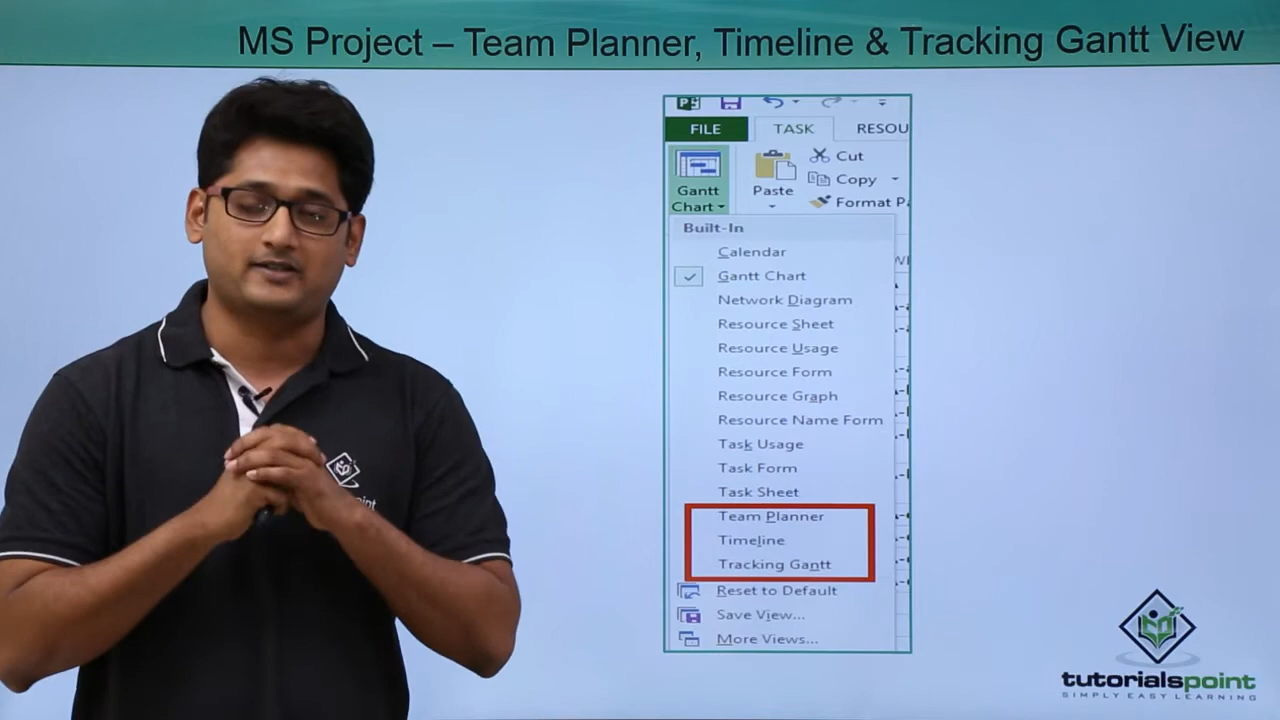 MS Project – Team Planner, Timeline & Tracking Gantt View
FILE TASK RESOU
Cut
Copy
Gantt Chart
Paste
Format Pa
Built-In
Calendar
Gantt Chart
Network Diagram
Resource Sheet
Resource Usage
Resource Form
Resource Graph
Resource Name Form
Task Usage
Task Form
Task Sheet
Team Planner
Timeline
Tracking Gantt
Reset to Default
Save View...
More Views...
tutorialspoint
SIMPLY EASY LEARNING